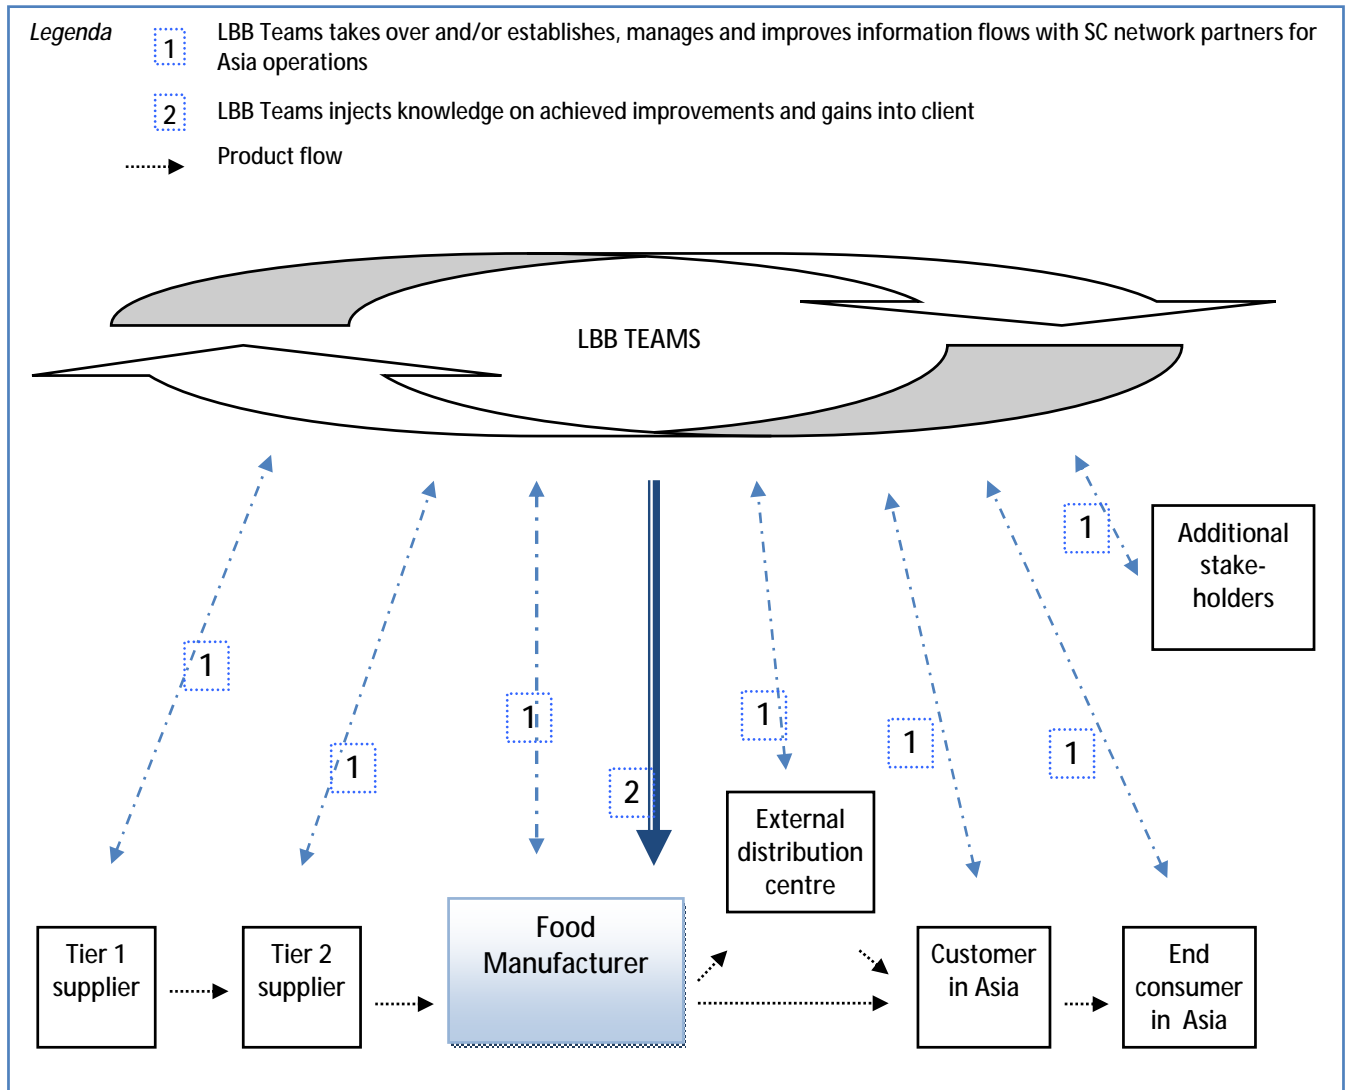 Legenda
1
LBB Teams takes over and/or establishes, manages and improves information flows with SC network partners for
Asia operations
2
LBB Teams injects knowledge on achieved improvements and gains into client
Product flow
LBB TEAMS
1
Additional
stake-
holders
1
1
1
1
1
1
2
External
distribution
centre
Tier 1
supplier
Tier 2
supplier
Food
Manufacturer
Customer
in Asia
End
consumer
in Asia